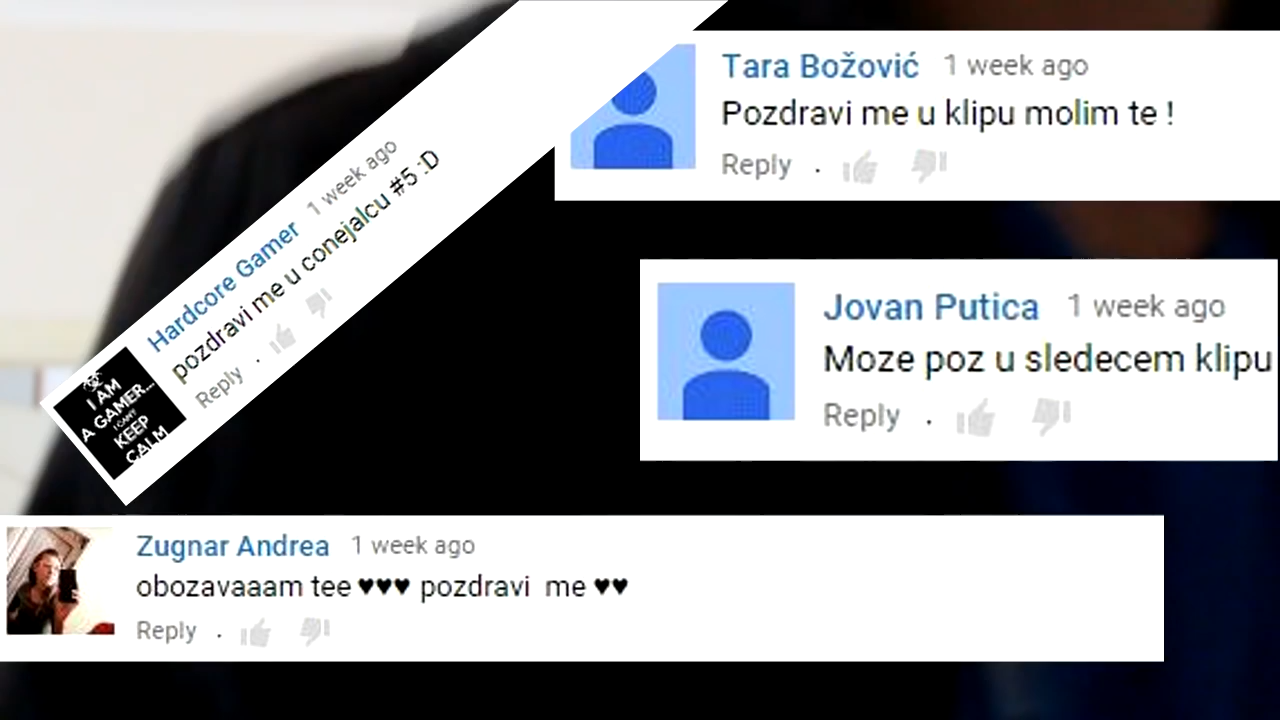 Tara Božović 1 week ago
Pozdravi me u klipu molim te !
Reply .
Hardcore Gamer 1 week ago
pozdravi me u conejalcu #5 :D
Reply .
I AM
A GAMER...
I CAN'T
KEEP
CALM
Jovan Putica 1 week ago
Moze poz u sledecem klipu
Reply .
Zugnar Andrea 1 week ago
obozavaaam tee ♥♥♥ pozdravi me ♥♥
Reply .